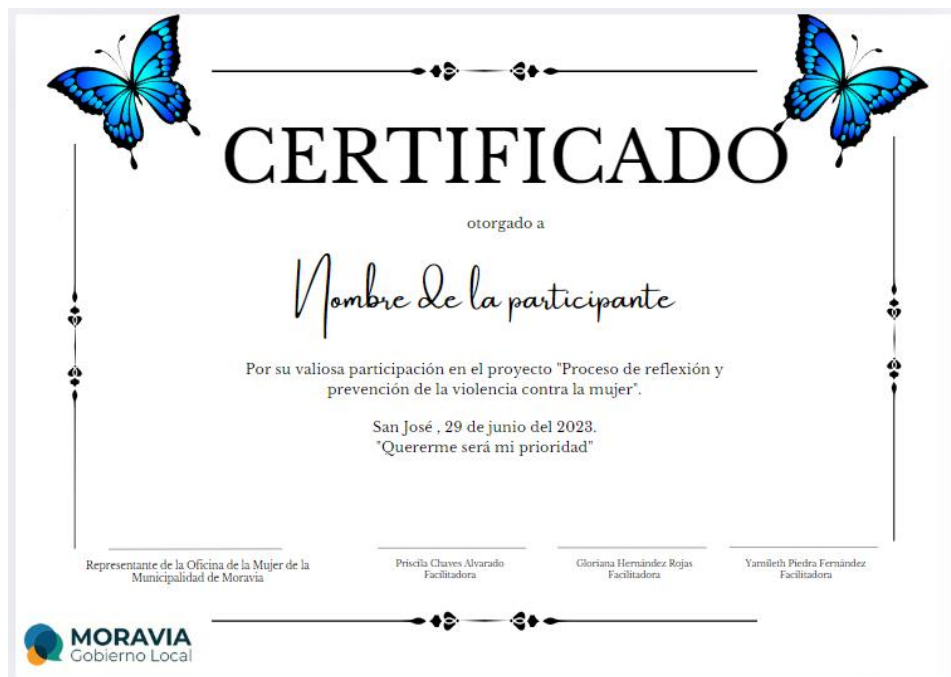 CERTIFICADO
otorgado a
Nombre de la participante
Por su valiosa participación en el proyecto "Proceso de reflexión y
prevención de la violencia contra la mujer".
San José , 29 de junio del 2023.
"Quererme será mi prioridad"
Representante de la Oficina de la Mujer de la
Municipalidad de Moravia
Priscila Chaves Alvarado
Facilitadora
Gloriana Hernández Rojas
Facilitadora
Yamileth Piedra Fernández
Facilitadora
MORAVIA
Gobierno Local